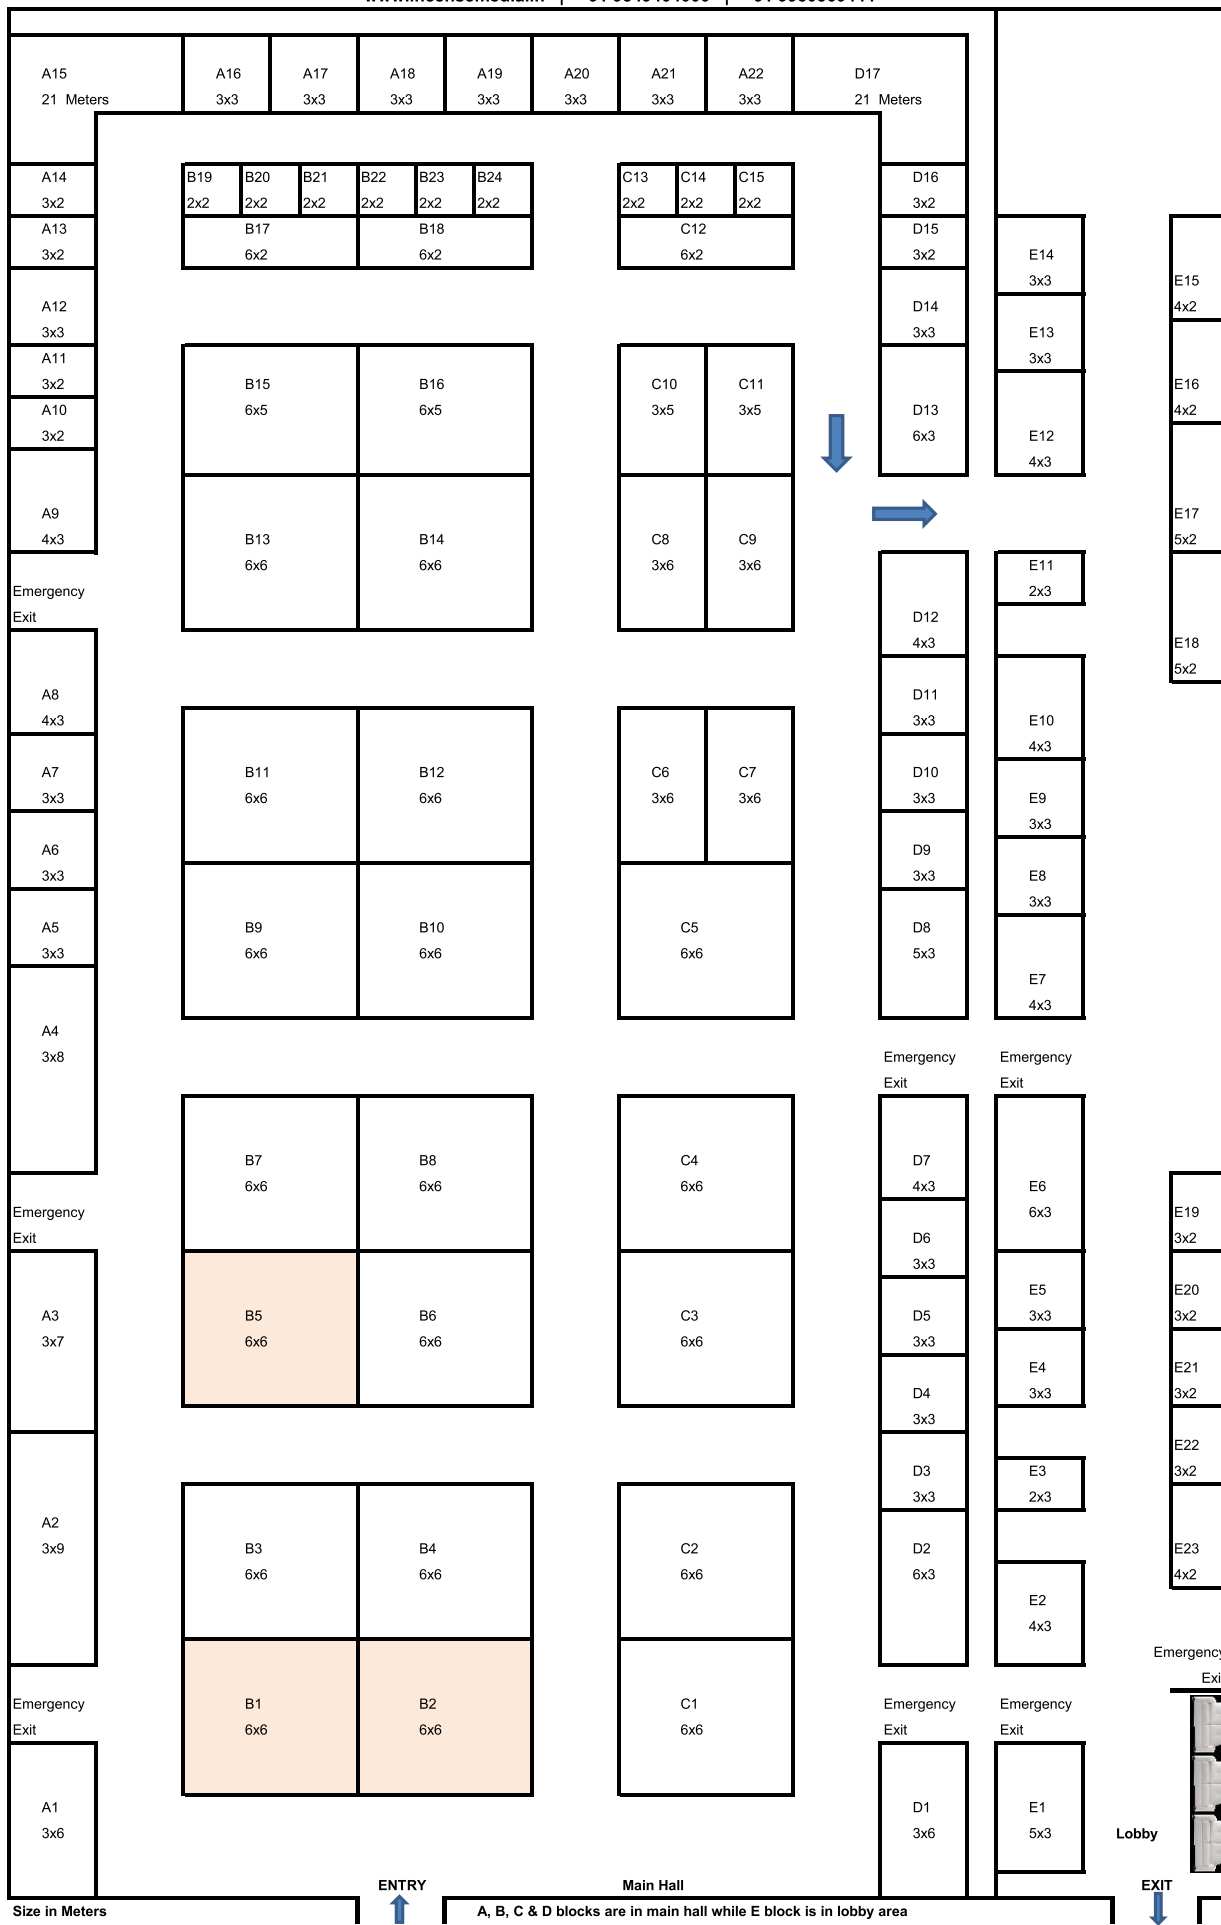 A15
21 Meters
A16
3x3
A17
3x3
A18
3x3
A19
3x3
A20
3x3
A21
3x3
A22
3x3
D17
21 Meters
A14
3x2
B19
2x2
B20
2x2
B21
2x2
B22
2x2
B23
2x2
B24
2x2
C13
2x2
C14
2x2
C15
2x2
D16
3x2
A13
3x2
B17
6x2
B18
6x2
C12
6x2
D15
3x2
E14
3x3
E15
4x2
A12
3x3
D14
3x3
E13
3x3
A11
3x2
B15
6x5
B16
6x5
C10
3x5
C11
3x5
E16
4x2
A10
3x2
D13
6x3
E12
4x3
A9
4x3
B13
6x6
B14
6x6
C8
3x6
C9
3x6
E17
5x2
Emergency
Exit
E11
2x3
D12
4x3
E18
5x2
A8
4x3
D11
3x3
E10
4x3
A7
3x3
B11
6x6
B12
6x6
C6
3x6
C7
3x6
D10
3x3
E9
3x3
A6
3x3
D9
3x3
E8
3x3
A5
3x3
B9
6x6
B10
6x6
C5
6x6
D8
5x3
E7
4x3
A4
3x8
Emergency
Exit
Emergency
Exit
B7
6x6
B8
6x6
C4
6x6
D7
4x3
E6
6x3
Emergency
Exit
D6
3x3
E19
3x2
A3
3x7
B5
6x6
B6
6x6
C3
6x6
D5
3x3
E5
3x3
E20
3x2
D4
3x3
E4
3x3
E21
3x2
D3
3x3
E3
2x3
E22
3x2
A2
3x9
B3
6x6
B4
6x6
C2
6x6
D2
6x3
E2
4x3
E23
4x2
Emergency
Emergency
Exit
B1
6x6
B2
6x6
C1
6x6
Emergency
Exit
Emergency
Exit
A1
3x6
D1
3x6
E1
5x3
Lobby
ENTRY
Main Hall
EXIT
Size in Meters
A, B, C & D blocks are in main hall while E block is in lobby area